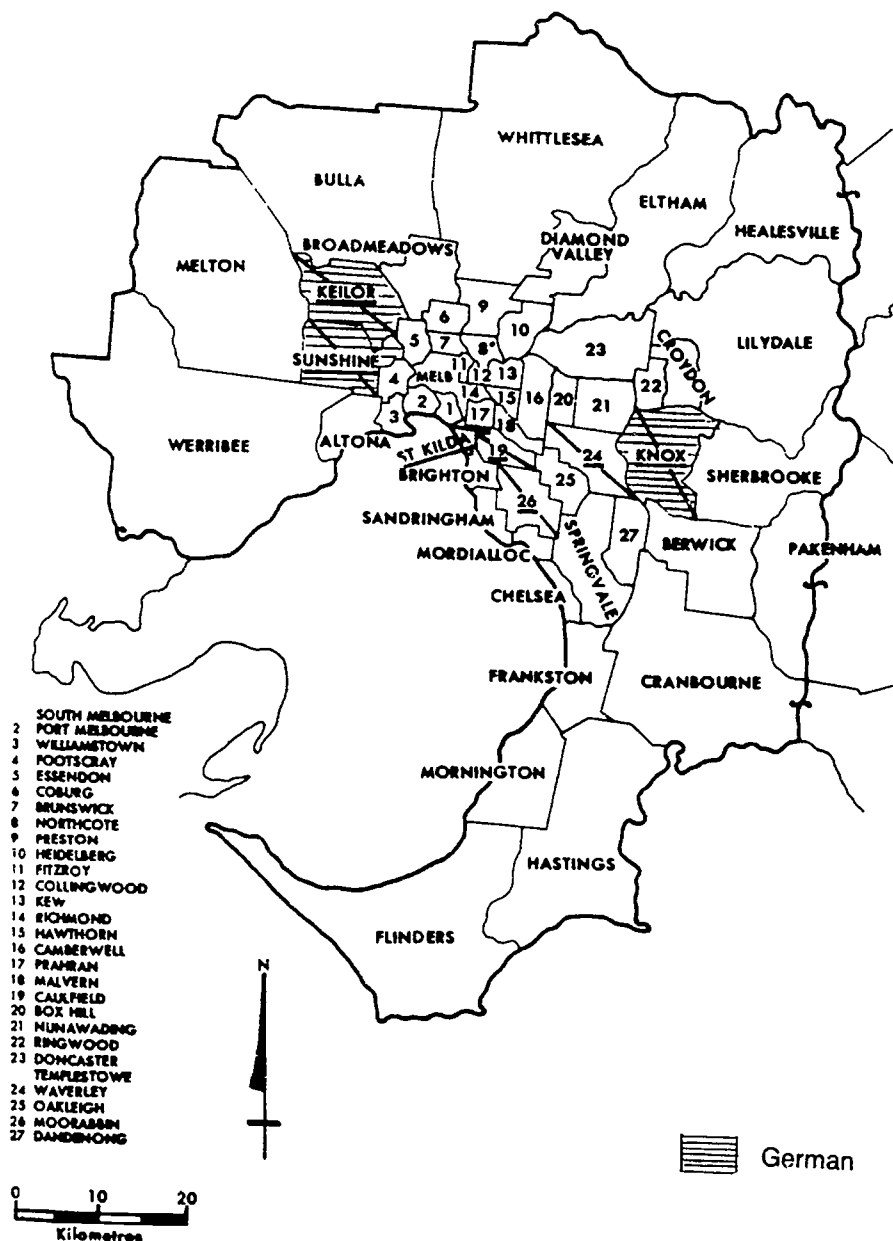 WHITTLESEA
BULLA
ELTHAM
HEALESVILLE
BROADMEADOWS
DIAMOND
VALLEY
MELTON
KEILOR
9
6
10
LILYDALE
5
7
8
23
CROYDON
SUNSHINE
11
12
13
22
4
MELB
14
15
16
20
21
2
1
17
18
3
WERRIBEE
ALTONA
ST KILDA
19
24
KNOX
SHERBROOKE
BRIGHTON
25
26
SANDRINGHAM
SPRINGVALE
27
BERWICK
PAKENHAM
MORDIALLOC
CHELSEA
FRANKSTON
CRANBOURNE
MORNINGTON
HASTINGS
FLINDERS
SOUTH MELBOURNE
2 PORT MELBOURNE
3 WILLIAMSTOWN
4 FOOTSCRAY
5 ESSENDON
6 COBURG
7 BRUNSWICK
8 NORTHCOTE
9 PRESTON
10 HEIDELBERG
11 FITZROY
12 COLLINGWOOD
13 KEW
14 RICHMOND
15 HAWTHORN
16 CAMBERWELL
17 PRAHRAN
18 MALVERN
19 CAULFIELD
20 BOX HILL
21 NUNAWADING
22 RINGWOOD
23 DONCASTER
TEMPLESTOWE
24 WAVERLEY
25 OAKLEIGH
26 MOORABBIN
27 DANDENONG
N
German
0 10 20
Kilometres